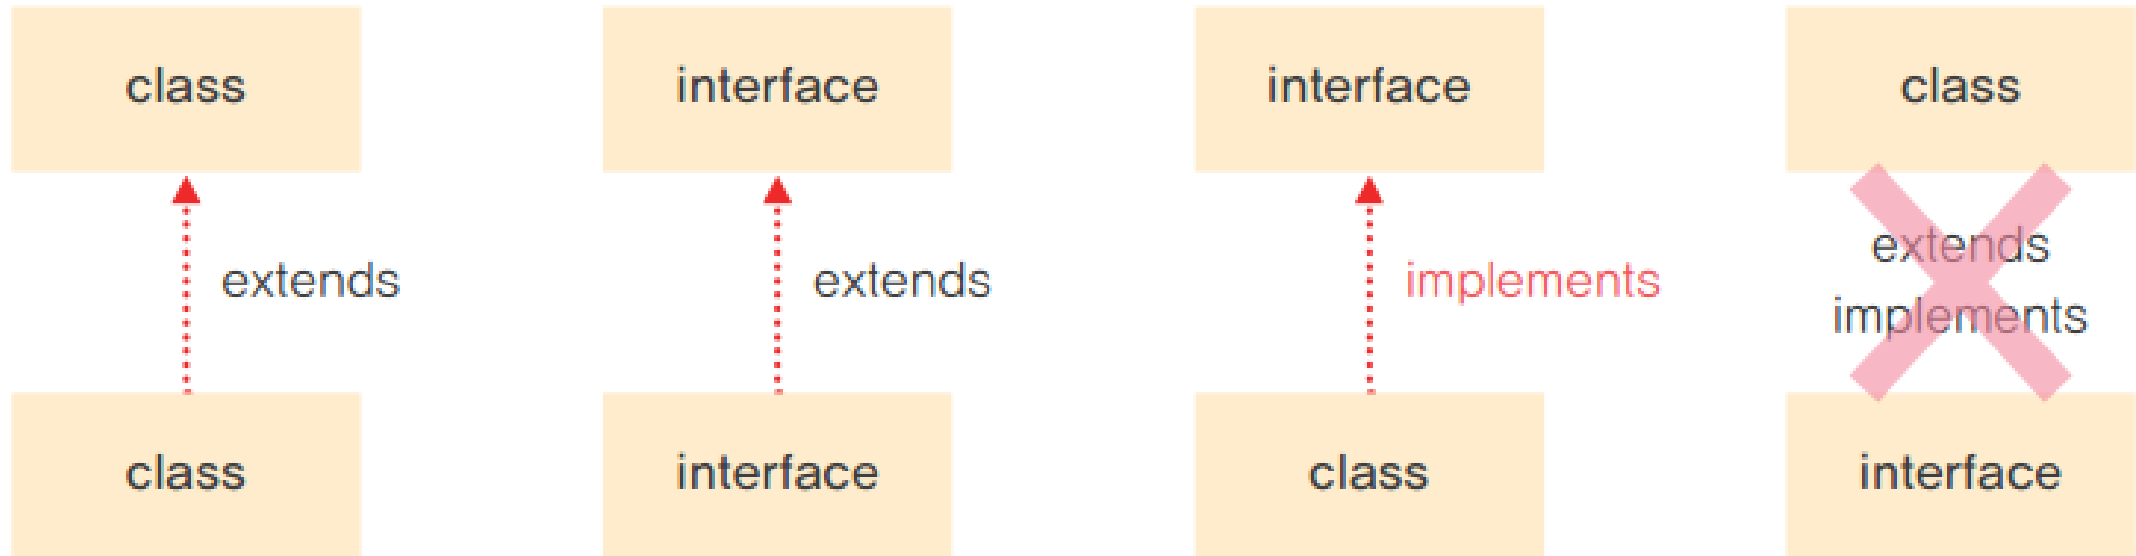 class
interface
interface
class
extends
extends
implements
extends
implements
class
interface
class
interface